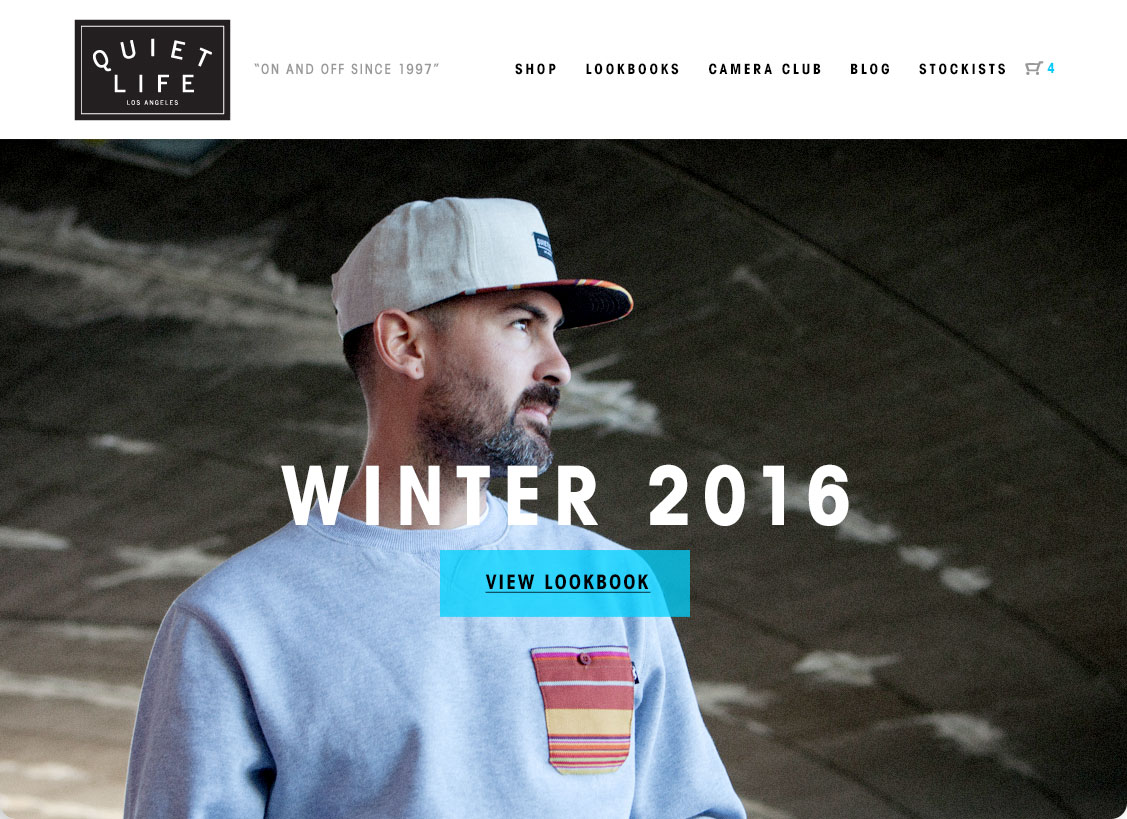 QUIET
LIFE
LOS ANGELES
“ON AND OFF SINCE 1997”
SHOP
LOOKBOOKS
CAMERA CLUB
BLOG
STOCKISTS
4
WINTER 2016
VIEW LOOKBOOK